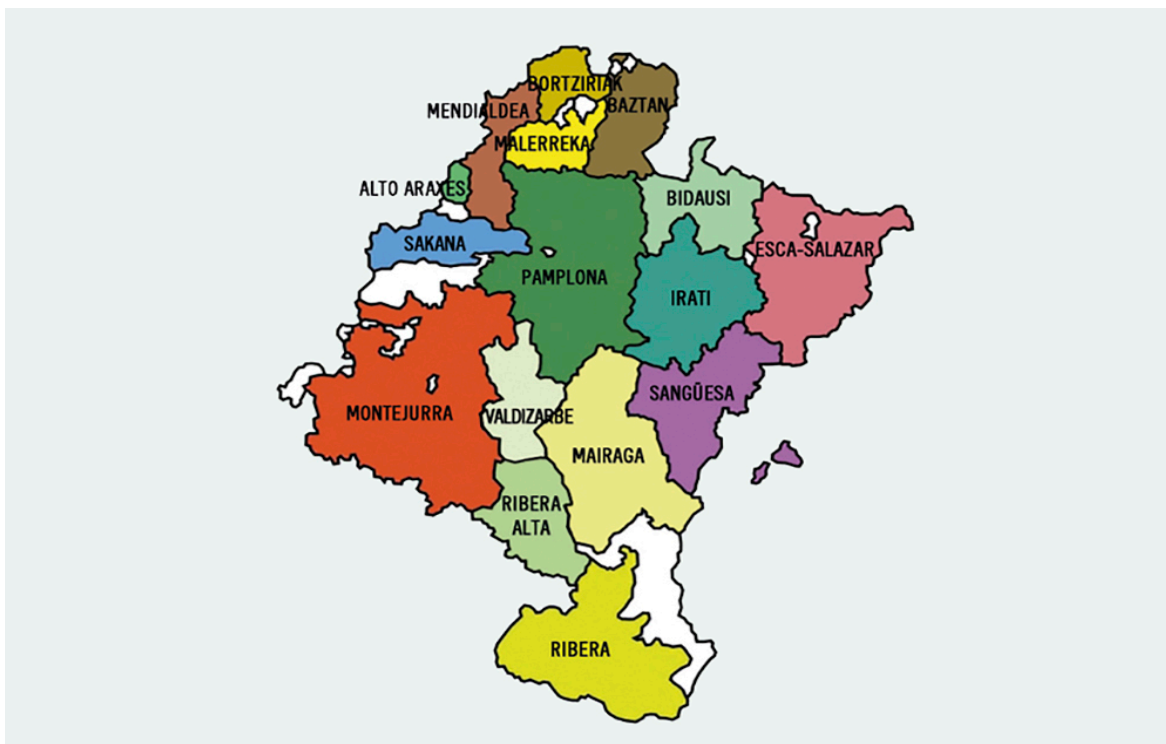 BORTZIRIAK
MENDIALDEA
BAZTAN
MALERREKA
ALTO ARAXES
BIDAUSI
SAKANA
ESCA-SALAZAR
PAMPLONA
IRATI
MONTEJURRA
VALDIZARBE
SANGÜESA
MAIRAGA
RIBERA
ALTA
RIBERA